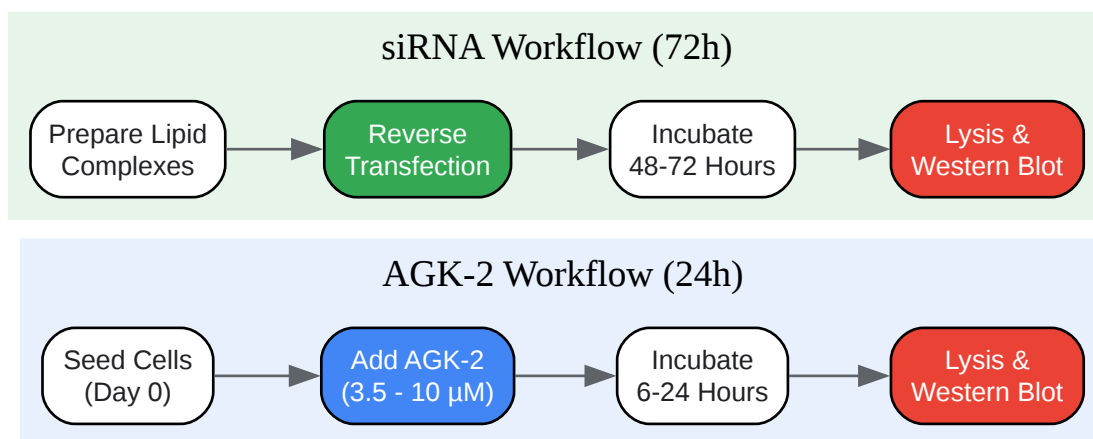 siRNA Workflow (72h)
Prepare Lipid
Complexes
Reverse
Transfection
Incubate
48-72 Hours
Lysis &
Western Blot
AGK-2 Workflow (24h)
Seed Cells
(Day 0)
Add AGK-2
(3.5 - 10 µM)
Incubate
6-24 Hours
Lysis &
Western Blot